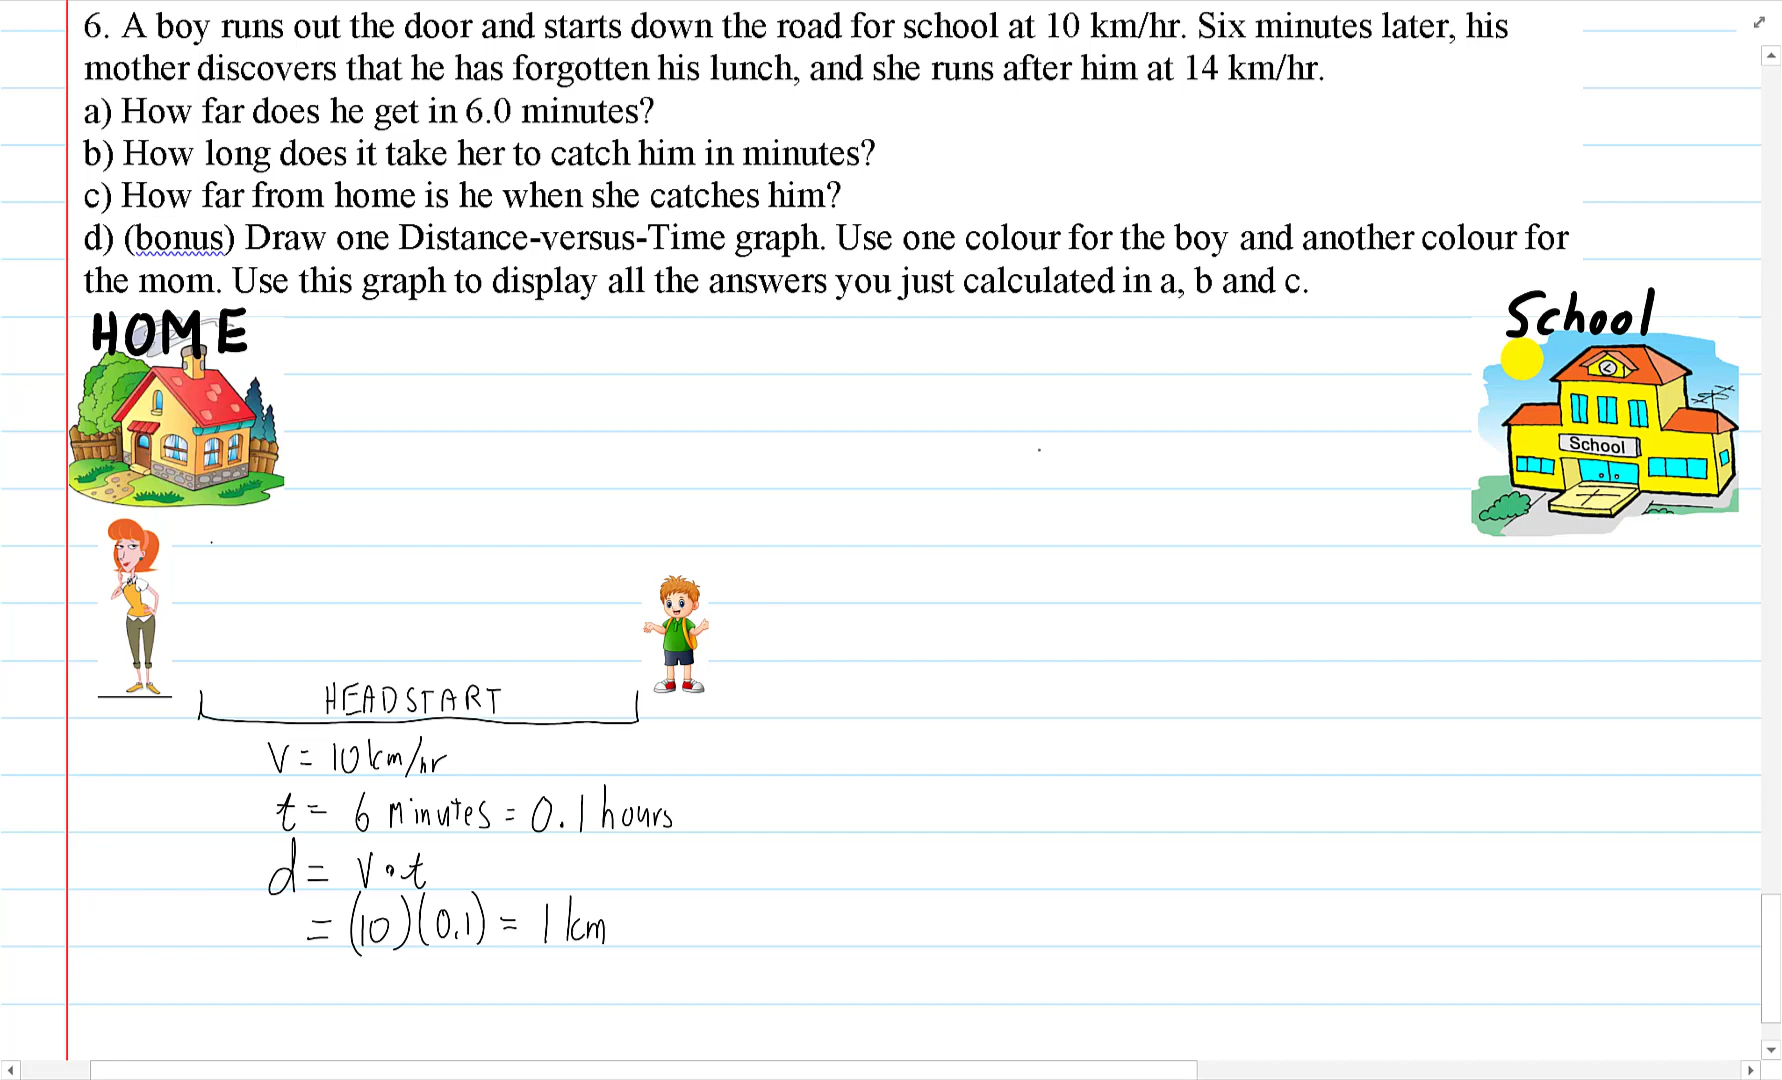 6. A boy runs out the door and starts down the road for school at 10 km/hr. Six minutes later, his
mother discovers that he has forgotten his lunch, and she runs after him at 14 km/hr.
a) How far does he get in 6.0 minutes?
b) How long does it take her to catch him in minutes?
c) How far from home is he when she catches him?
d) (bonus) Draw one Distance-versus-Time graph. Use one colour for the boy and another colour for
the mom. Use this graph to display all the answers you just calculated in a, b and c.
HOME
School
School
HEADSTART
V = 10 km/hr
t = 6 minutes = 0.1 hours
d = V • t
= (10)(0.1) = 1 km